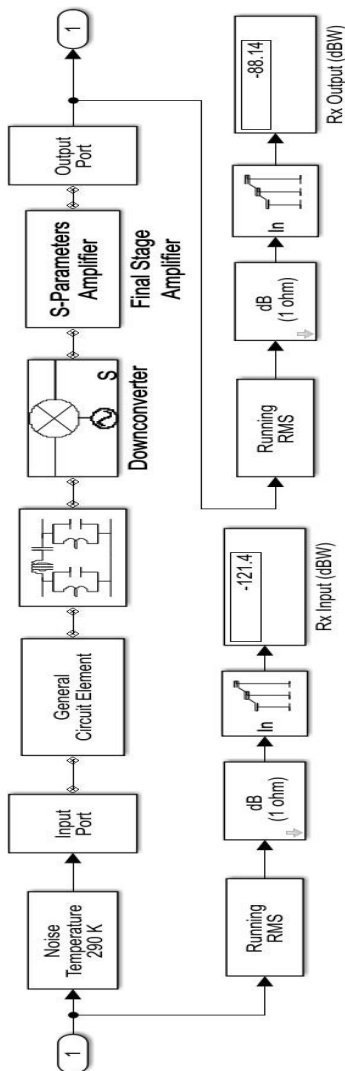 1
Noise
Temperature
290 K
Input
Port
General
Circuit Element
S
Downconverter
S-Parameters
Amplifier
Final Stage
Amplifier
Output
Port
1
Running
RMS
dB
(1 ohm)
In
-121.4
Rx Input (dBW)
Running
RMS
dB
(1 ohm)
In
-88.14
Rx Output (dBW)